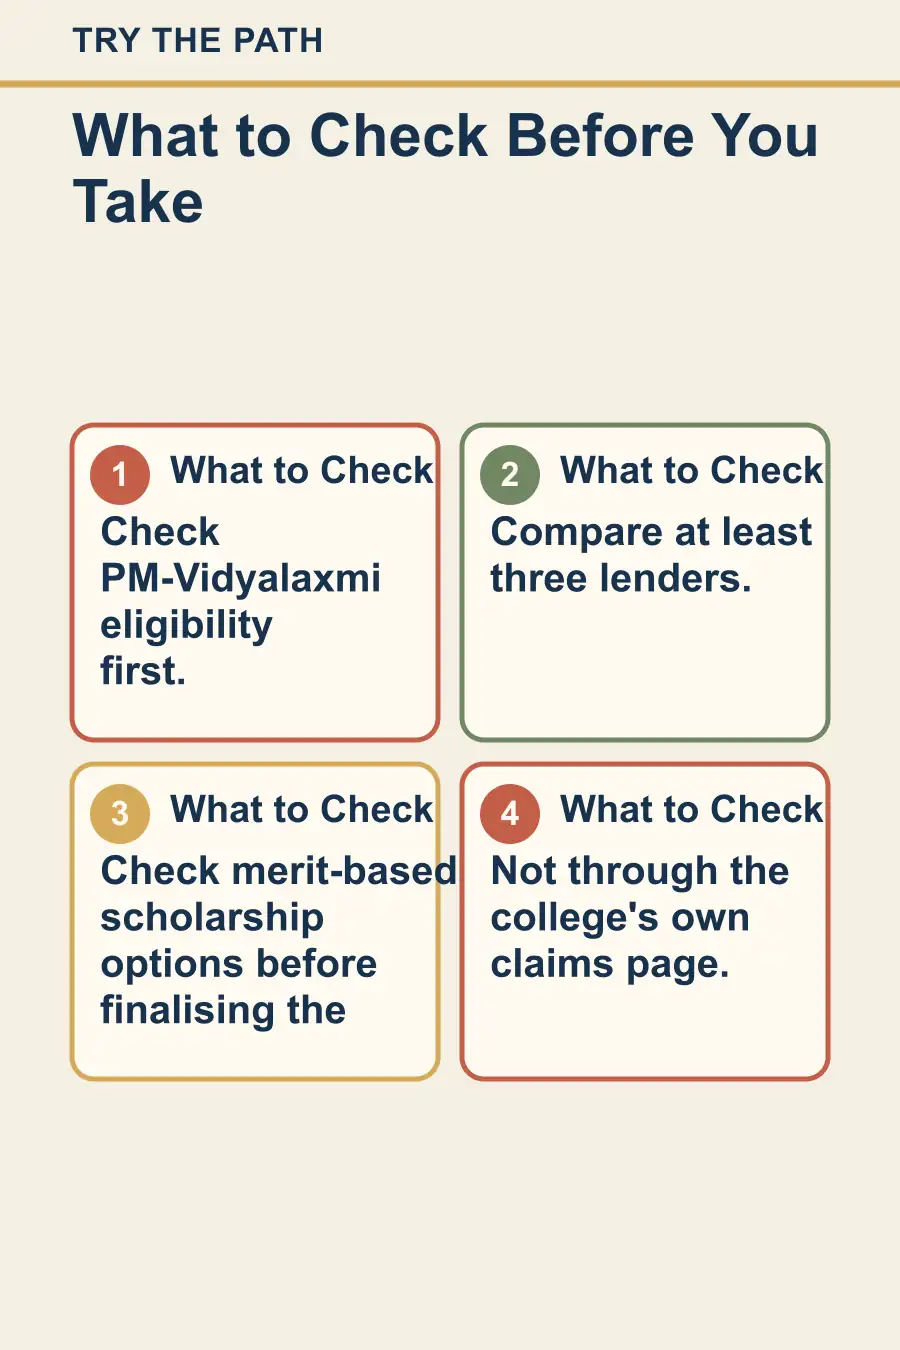 TRY THE PATH
What to Check Before You
Take
1 What to Check
Check
PM-Vidyalaxmi
eligibility
first.
2 What to Check
Compare at least
three lenders.
3 What to Check
Check merit-based
scholarship
options before
finalising the
4 What to Check
Not through the
college's own
claims page.